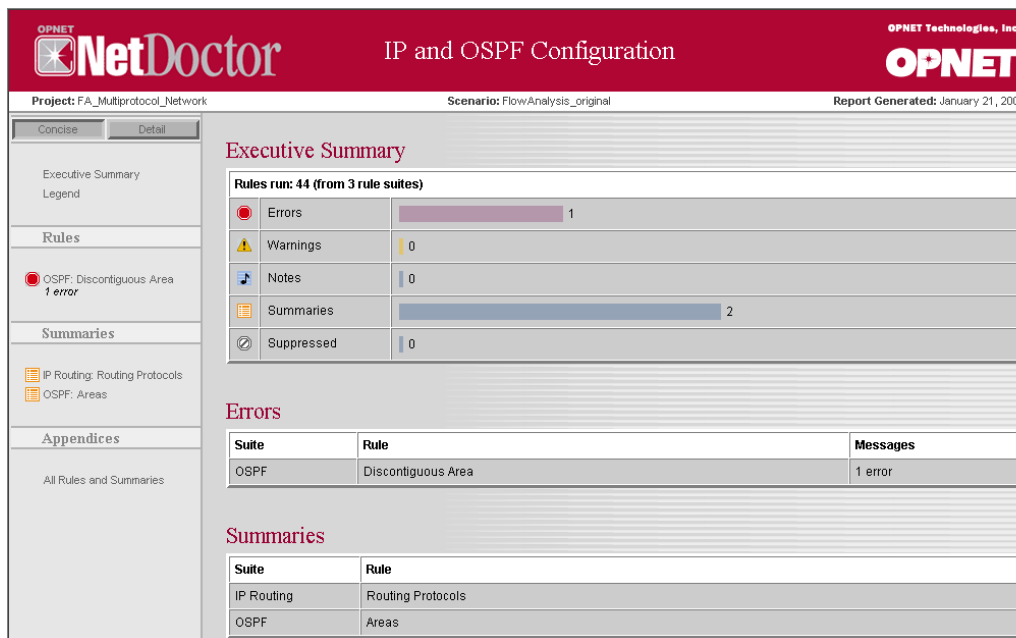 OPNET
NetDoctor
IP and OSPF Configuration
OPNET Technologies, Inc
OPNET
Project: FA_Multiprotocol_Network
Scenario: FlowAnalysis_original
Report Generated: January 21, 200
Concise
Detail
Executive Summary
Legend
Rules
OSPF: Discontiguous Area
1 error
Summaries
IP Routing: Routing Protocols
OSPF: Areas
Appendices
All Rules and Summaries
Executive Summary
Rules run: 44 (from 3 rule suites)
Errors 1
Warnings 0
Notes 0
Summaries 2
Suppressed 0
Errors
Suite Rule Messages
OSPF Discontiguous Area 1 error
Summaries
Suite Rule
IP Routing Routing Protocols
OSPF Areas